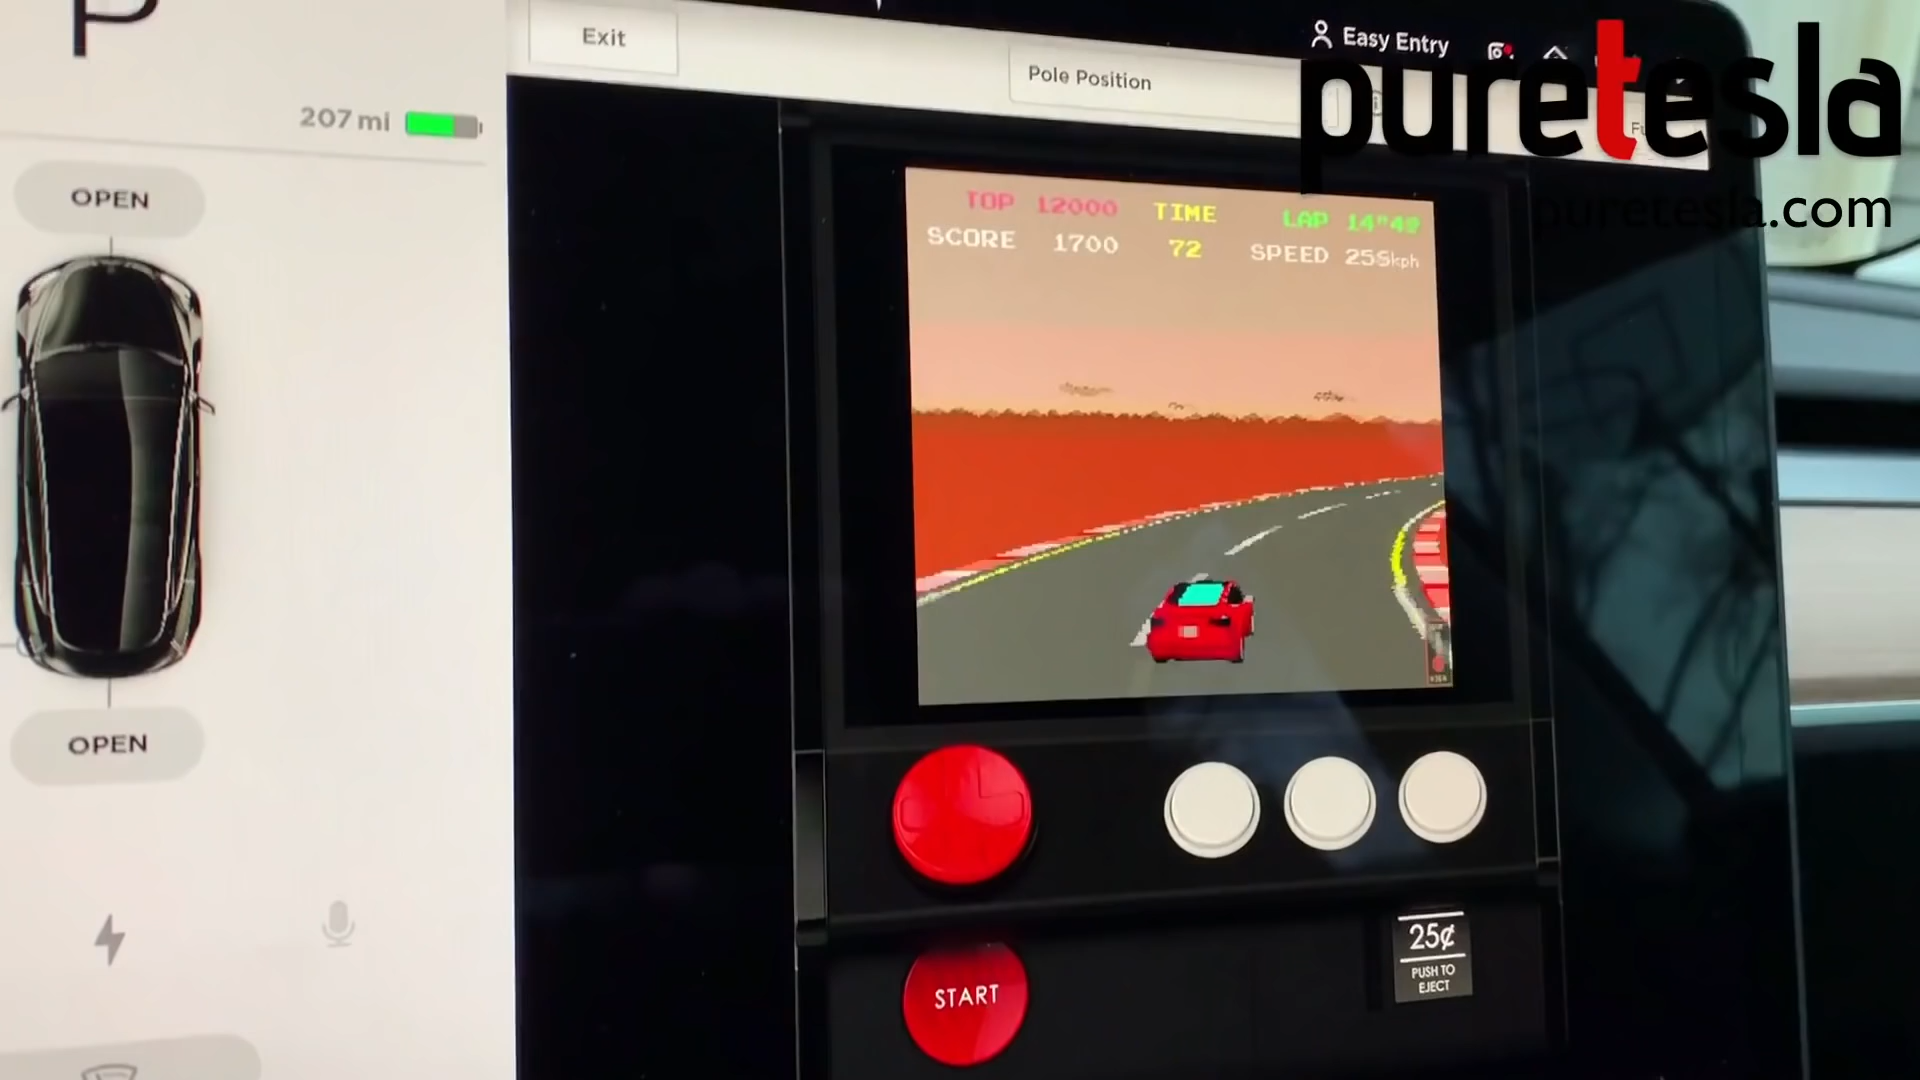 P
207 mi
OPEN
OPEN
Exit
Pole Position
Easy Entry
puretesla
puretesla.com
TOP 12000 TIME LAP 14"48
SCORE 1700 72 SPEED 255kph
START
25¢
PUSH TO
EJECT